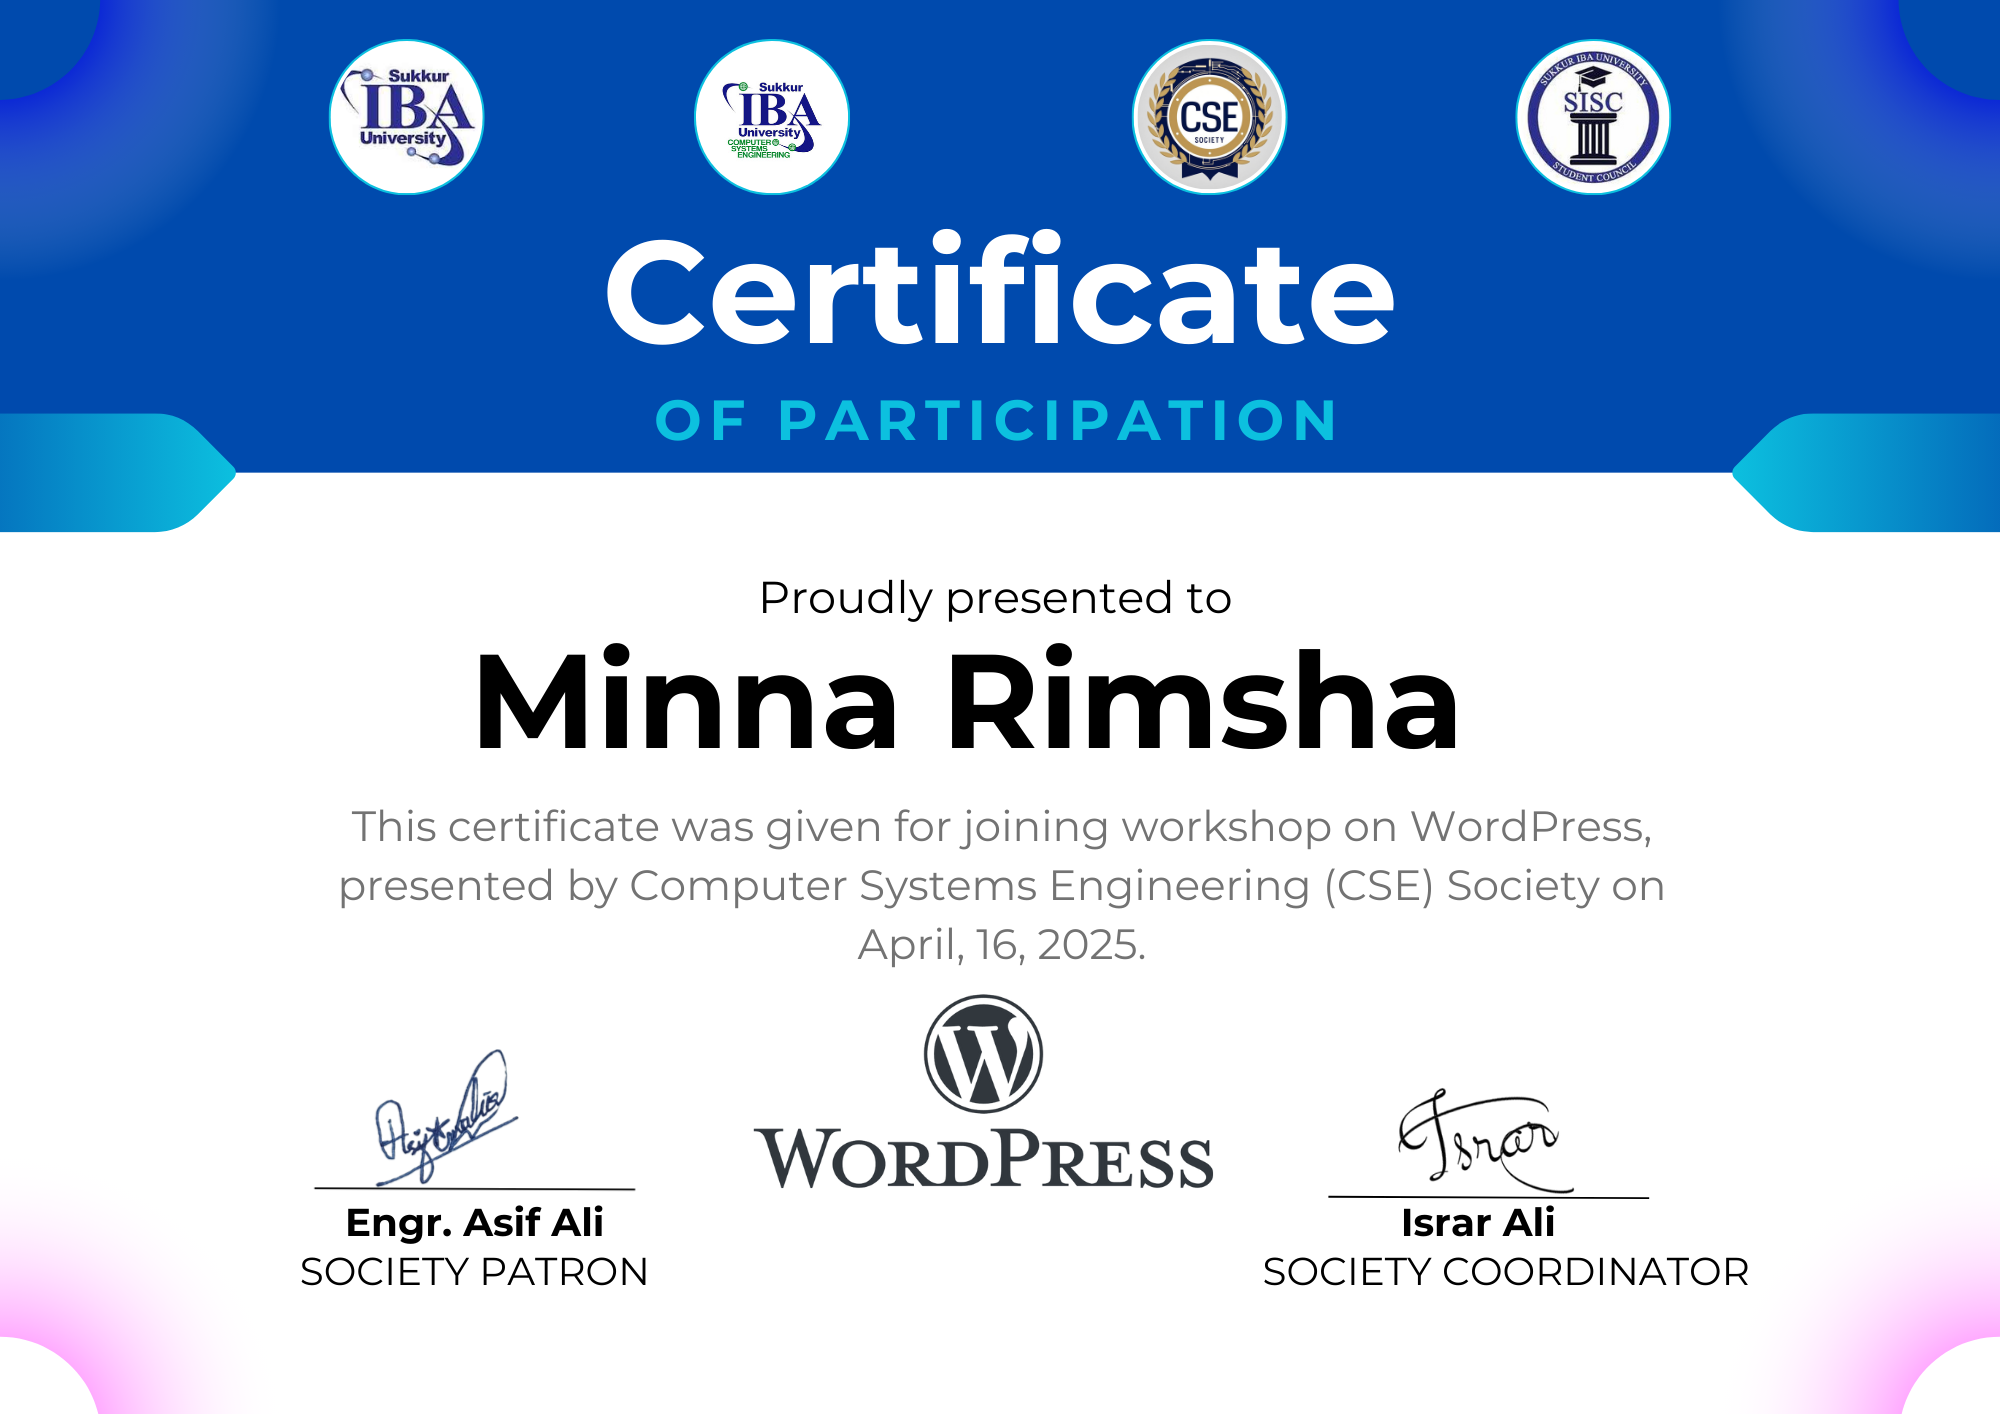 Sukkur
IBA
University
Sukkur
IBA
University
COMPUTER
SYSTEMS
ENGINEERING
CSE
SOCIETY
SUKKUR IBA UNIVERSITY
SISC
STUDENT COUNCIL
Certificate
OF PARTICIPATION
Proudly presented to
Minna Rimsha
This certificate was given for joining workshop on WordPress,
presented by Computer Systems Engineering (CSE) Society on
April, 16, 2025.
W
WORDPRESS
Israr
Engr. Asif Ali
SOCIETY PATRON
Israr Ali
SOCIETY COORDINATOR